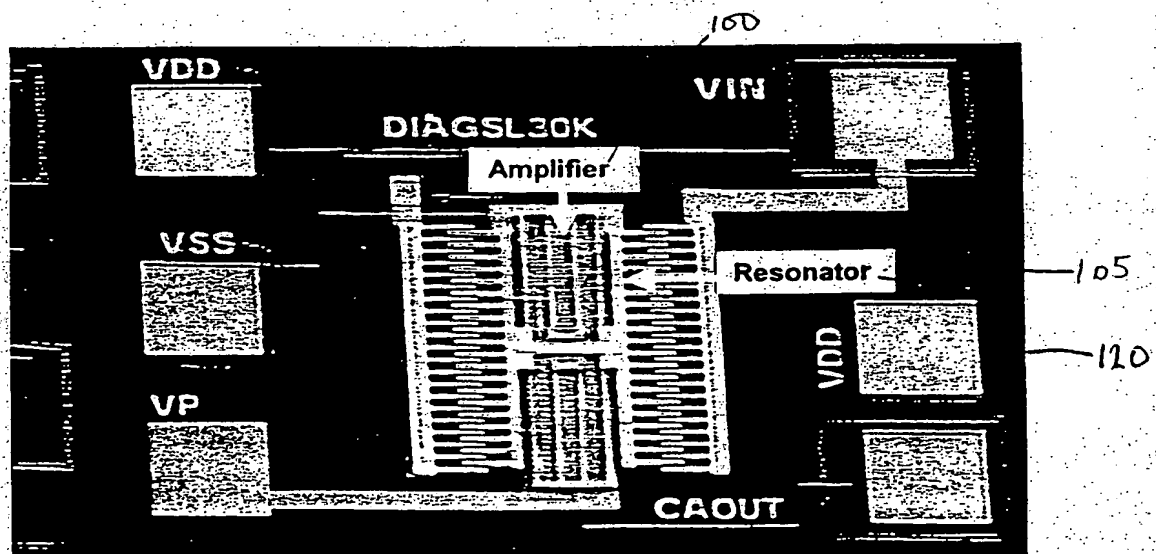 100
VDD
VIN
DIAGSL30K
Amplifier
VSS
Resonator
105
VDD
120
VP
CAOUT